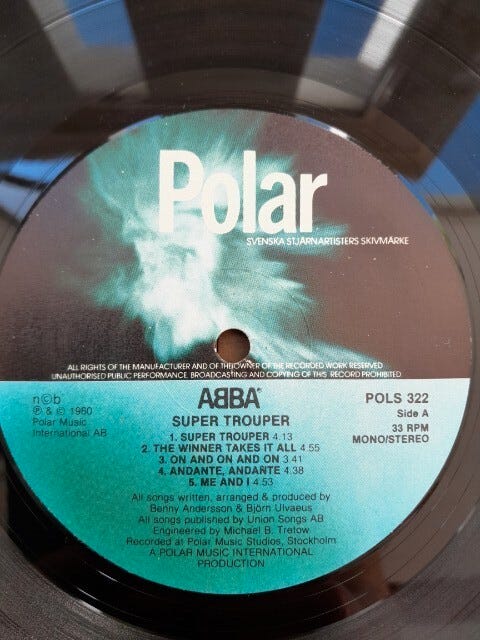 Polar
SVENSKA STJÄRNARTISTERS SKIVMÄRKE
ALL RIGHTS OF THE MANUFACTURER AND OF THE OWNER OF THE RECORDED WORK RESERVED
UNAUTHORISED PUBLIC PERFORMANCE BROADCASTING AND COPYING OF THIS RECORD PROHIBITED
n©b
℗ & © 1980
Polar Music
International AB
ABBA®
SUPER TROUPER
POLS 322
Side A
33 RPM
MONO/STEREO
1. SUPER TROUPER 4.13
2. THE WINNER TAKES IT ALL 4.55
3. ON AND ON AND ON 3.41
4. ANDANTE, ANDANTE 4.38
5. ME AND I 4.53
All songs written, arranged & produced by
Benny Andersson & Björn Ulvaeus
All songs published by Union Songs AB
Engineered by Michael B. Tretow
Recorded at Polar Music Studios, Stockholm
A POLAR MUSIC INTERNATIONAL
PRODUCTION